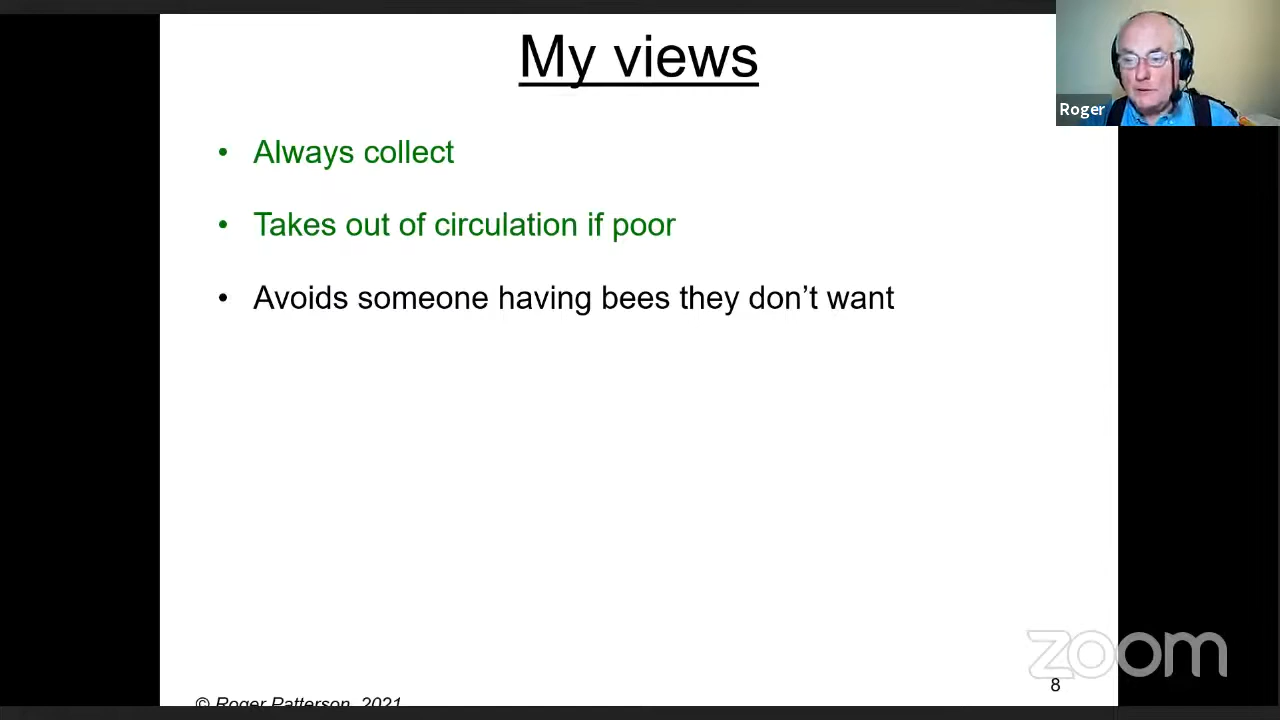 My views
Roger
• Always collect
• Takes out of circulation if poor
• Avoids someone having bees they don’t want
zoom
8
© Roger Patterson, 2021